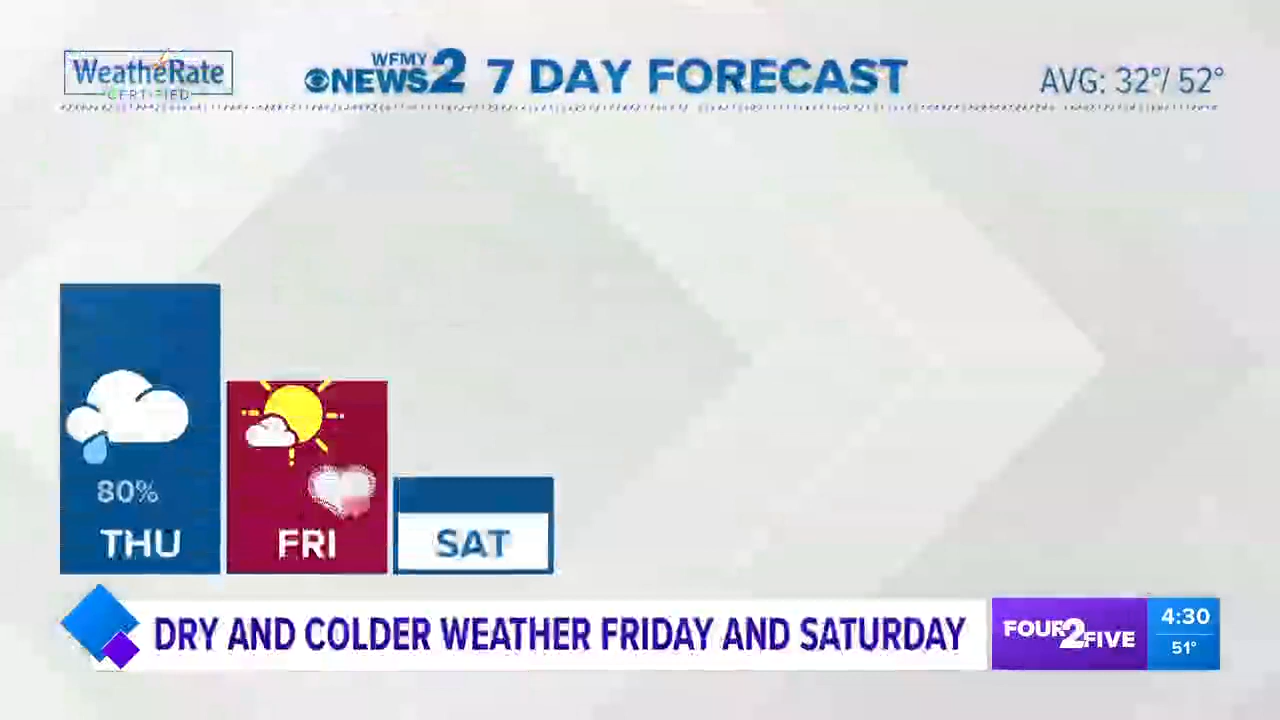 WeatheRate
CERTIFIED
WFMY
NEWS 2
7 DAY FORECAST
AVG: 32°/ 52°
80%
THU
FRI
SAT
DRY AND COLDER WEATHER FRIDAY AND SATURDAY
FOUR2FIVE
4:30
51°